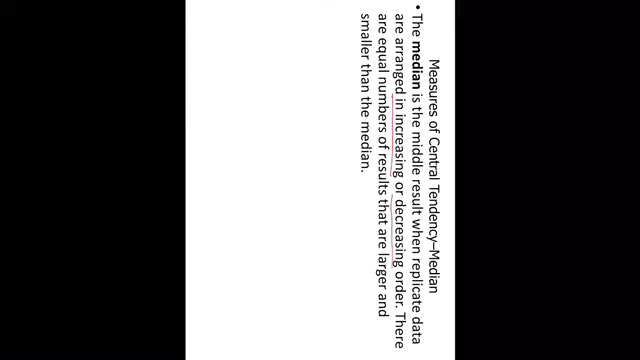 Measures of Central Tendency–Median
• The median is the middle result when replicate data
are arranged in increasing or decreasing order. There
are equal numbers of results that are larger and
smaller than the median.